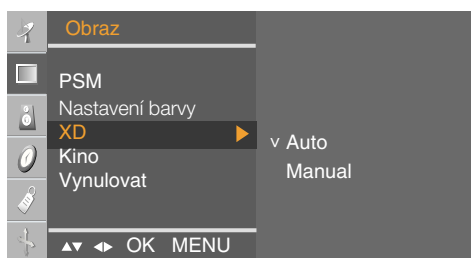 Obraz
PSM
Nastavení barvy
XD
Kino
Vynulovat
v Auto
Manual
OK MENU